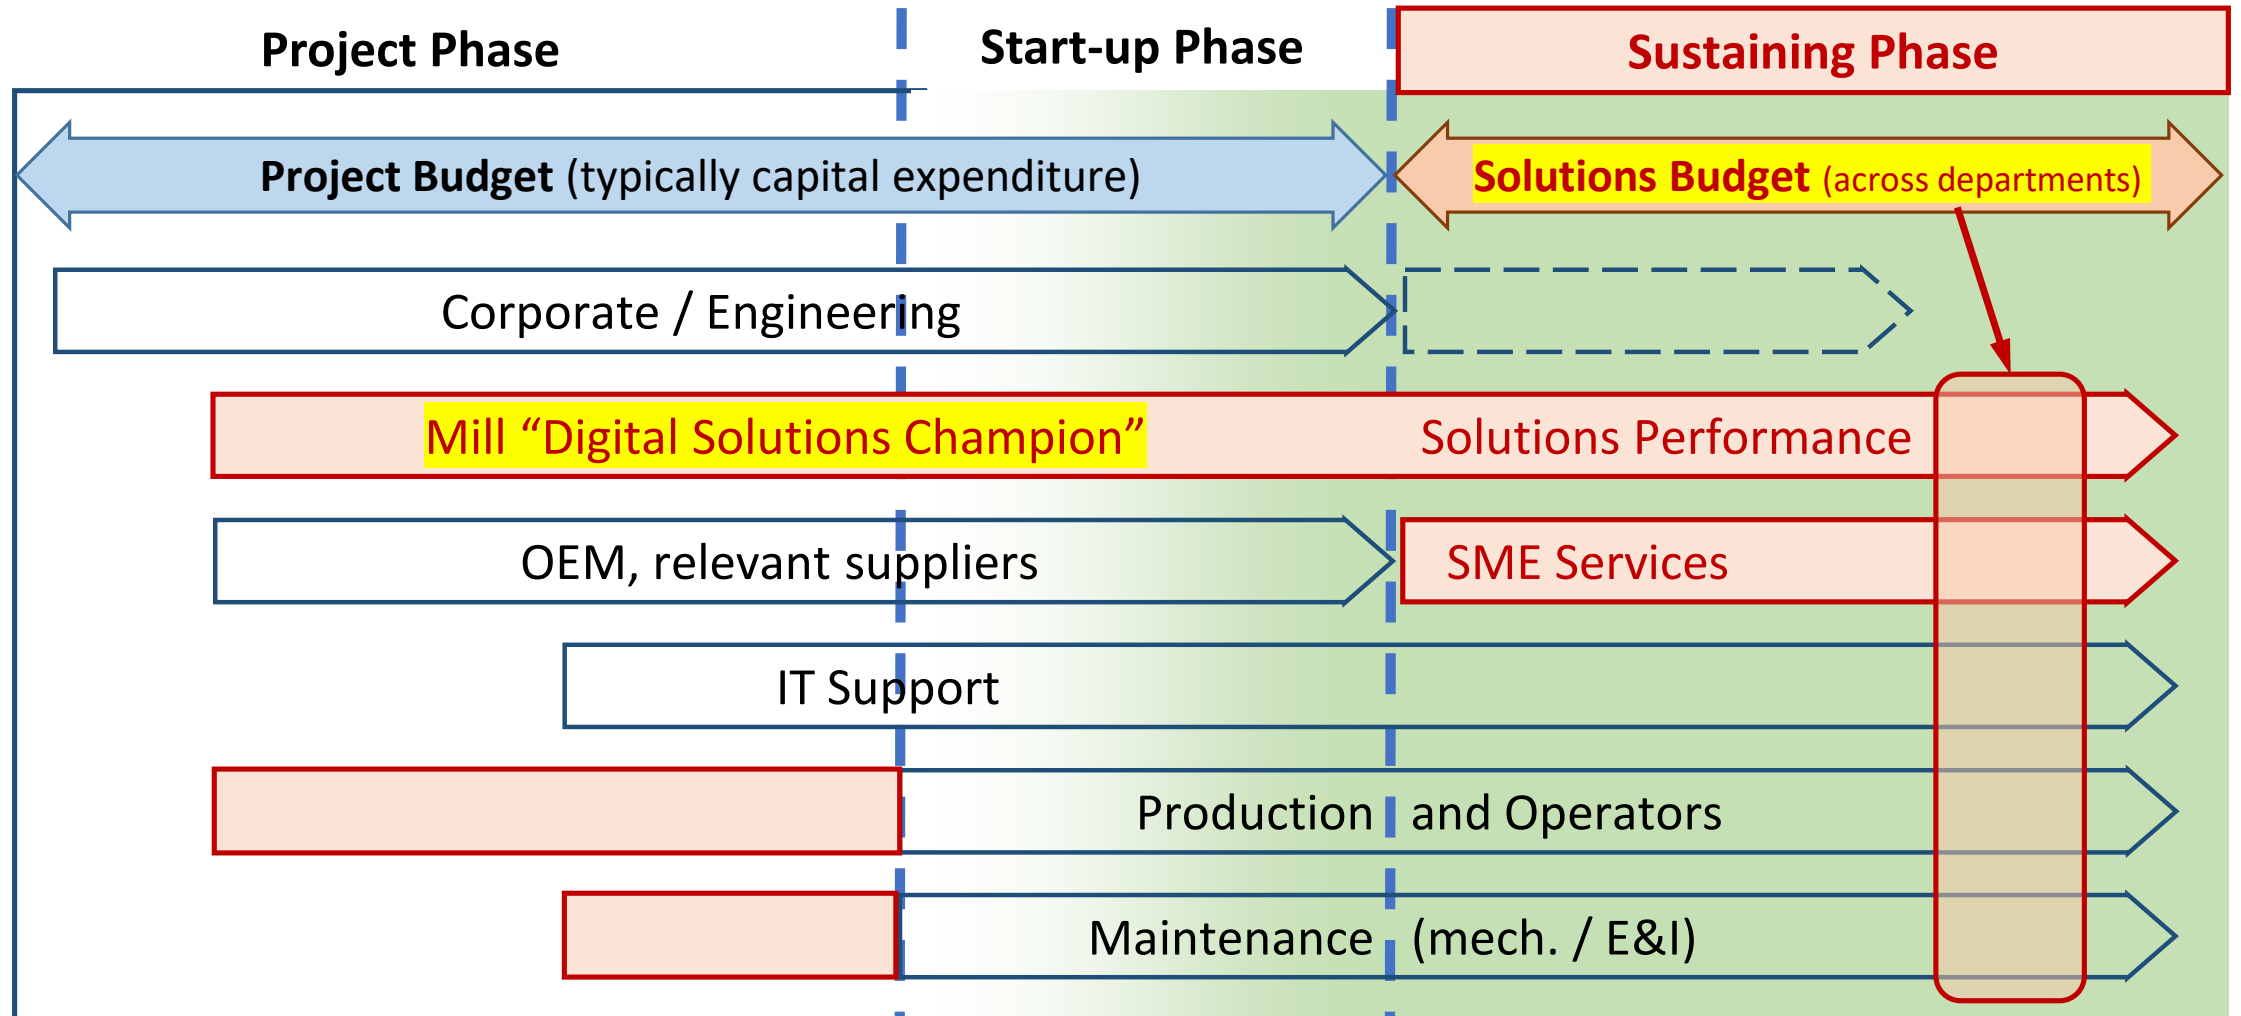 Project Phase
Start-up Phase
Sustaining Phase
Project Budget (typically capital expenditure)
Solutions Budget (across departments)
Corporate / Engineering
Mill “Digital Solutions Champion”
Solutions Performance
OEM, relevant suppliers
SME Services
IT Support
Production and Operators
Maintenance (mech. / E&I)